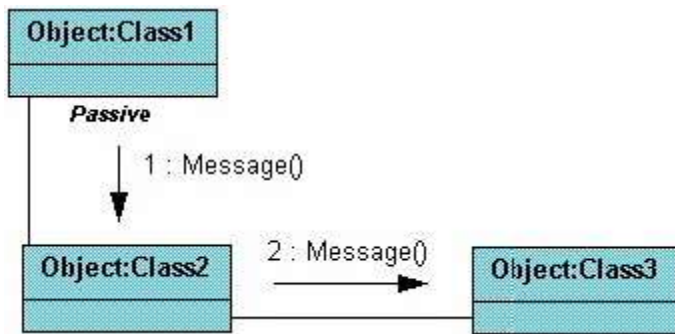 Object:Class1
Passive
1 : Message()
Object:Class2
2 : Message()
Object:Class3